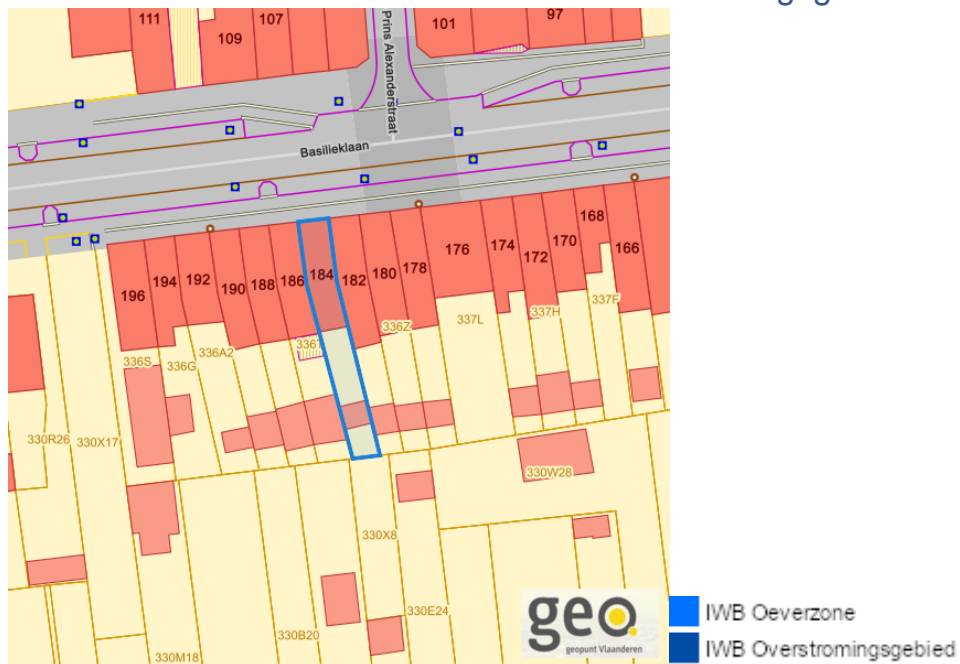 111
109
107
101
97
Prins Alexanderstraat
Basilieklaan
196
194
192
190
188
186
184
182
180
178
176
174
172
170
168
166
336S
336G
336A2
336Z
337L
337H
337F
330R26
330X17
330W28
330X8
330E24
330B20
330M18
geo.
geopunt Vlaanderen
IWB Oeverzone
IWB Overstromingsgebied